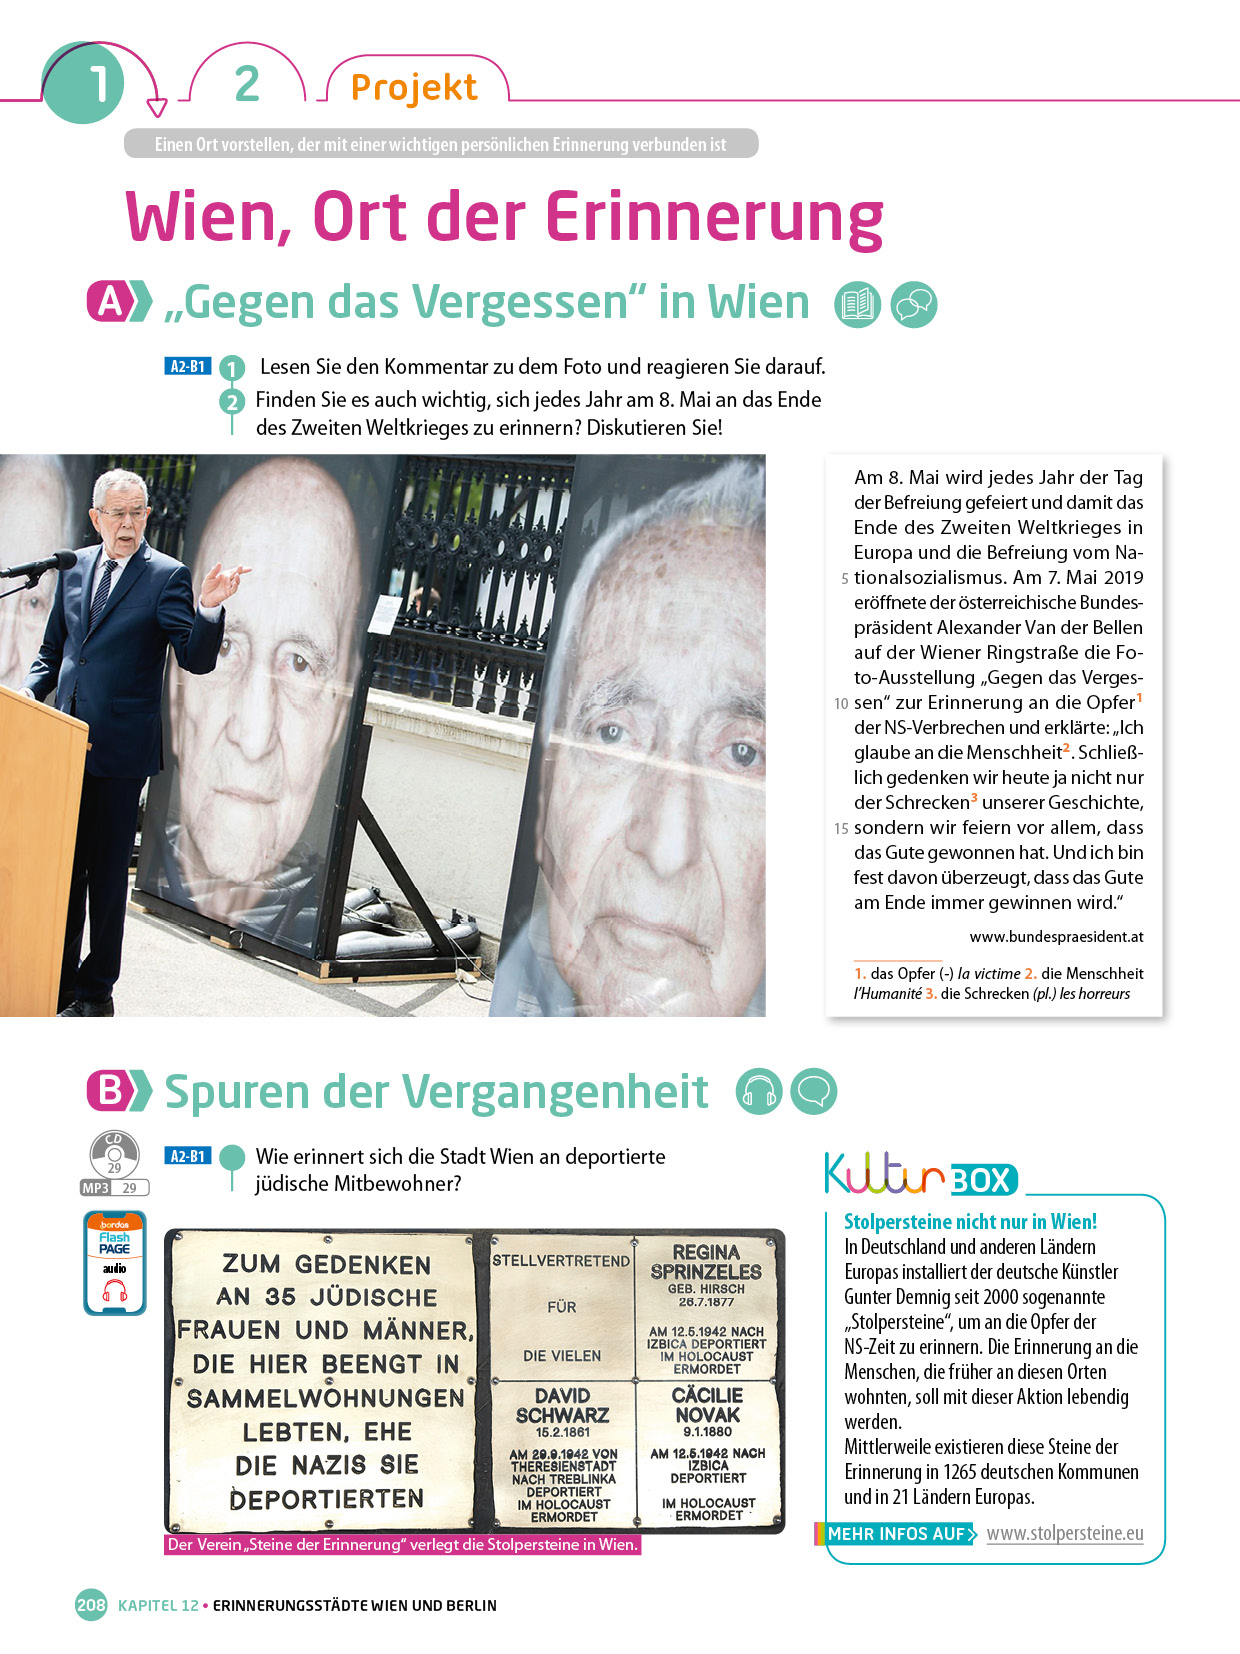 1
2
Projekt
Einen Ort vorstellen, der mit einer wichtigen persönlichen Erinnerung verbunden ist
Wien, Ort der Erinnerung
A
„Gegen das Vergessen“ in Wien
A2-B1
1 Lesen Sie den Kommentar zu dem Foto und reagieren Sie darauf.
2 Finden Sie es auch wichtig, sich jedes Jahr am 8. Mai an das Ende
des Zweiten Weltkrieges zu erinnern? Diskutieren Sie!
Am 8. Mai wird jedes Jahr der Tag
der Befreiung gefeiert und damit das
Ende des Zweiten Weltkrieges in
Europa und die Befreiung vom Na-
5 tionalsozialismus. Am 7. Mai 2019
eröffnete der österreichische Bundes-
präsident Alexander Van der Bellen
auf der Wiener Ringstraße die Fo-
to-Ausstellung „Gegen das Verges-
10 sen“ zur Erinnerung an die Opfer1
der NS-Verbrechen und erklärte: „Ich
glaube an die Menschheit2. Schließ-
lich gedenken wir heute ja nicht nur
der Schrecken3 unserer Geschichte,
15 sondern wir feiern vor allem, dass
das Gute gewonnen hat. Und ich bin
fest davon überzeugt, dass das Gute
am Ende immer gewinnen wird.“
www.bundespraesident.at
1. das Opfer (-) la victime 2. die Menschheit
l’Humanité 3. die Schrecken (pl.) les horreurs
B
Spuren der Vergangenheit
CD
29
MP3 29
bordas
Flash
PAGE
audio
A2-B1
Wie erinnert sich die Stadt Wien an deportierte
jüdische Mitbewohner?
ZUM GEDENKEN
AN 35 JÜDISCHE
FRAUEN UND MÄNNER,
DIE HIER BEENGT IN
SAMMELWOHNUNGEN
LEBTEN, EHE
DIE NAZIS SIE
DEPORTIERTEN
STELLVERTRETEND
FÜR
DIE VIELEN
REGINA
SPRINZELES
GEB. HIRSCH
26.7.1877
AM 12.5.1942 NACH
IZBICA DEPORTIERT
IM HOLOCAUST
ERMORDET
DAVID
SCHWARZ
15.2.1861
AM 29.9.1942 VON
THERESIENSTADT
NACH TREBLINKA
DEPORTIERT
IM HOLOCAUST
ERMORDET
CÄCILIE
NOVAK
9.1.1880
AM 12.5.1942 NACH
IZBICA
DEPORTIERT
IM HOLOCAUST
ERMORDET
Der Verein „Steine der Erinnerung“ verlegt die Stolpersteine in Wien.
Kultur BOX
Stolpersteine nicht nur in Wien!
In Deutschland und anderen Ländern
Europas installiert der deutsche Künstler
Gunter Demnig seit 2000 sogenannte
„Stolpersteine“, um an die Opfer der
NS-Zeit zu erinnern. Die Erinnerung an die
Menschen, die früher an diesen Orten
wohnten, soll mit dieser Aktion lebendig
werden.
Mittlerweile existieren diese Steine der
Erinnerung in 1265 deutschen Kommunen
und in 21 Ländern Europas.
MEHR INFOS AUF www.stolpersteine.eu
208 KAPITEL 12 • ERINNERUNGSSTÄDTE WIEN UND BERLIN